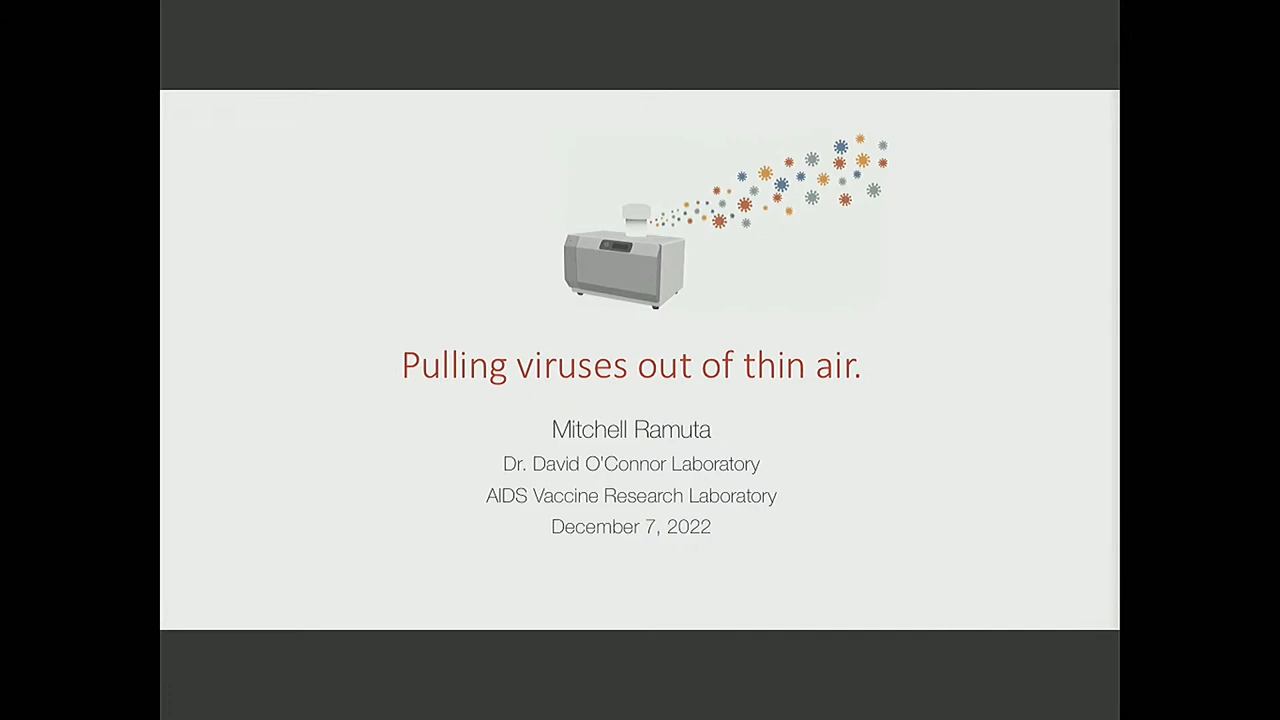 Pulling viruses out of thin air.
Mitchell Ramuta
Dr. David O'Connor Laboratory
AIDS Vaccine Research Laboratory
December 7, 2022